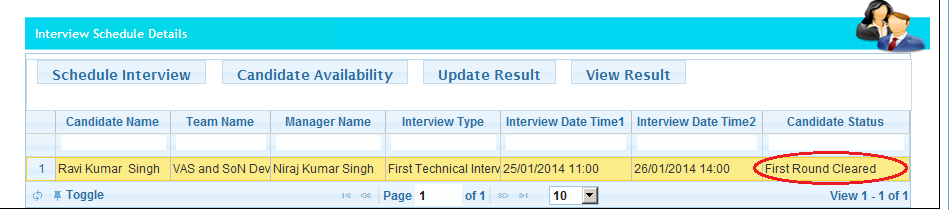 Interview Schedule Details
Schedule Interview Candidate Availability Update Result View Result
Candidate Name Team Name Manager Name Interview Type Interview Date Time1 Interview Date Time2 Candidate Status
1 Ravi Kumar Singh VAS and SoN Dev Niraj Kumar Singh First Technical Interv 25/01/2014 11:00 26/01/2014 14:00 First Round Cleared
Toggle Page 1 of 1 10 View 1 - 1 of 1